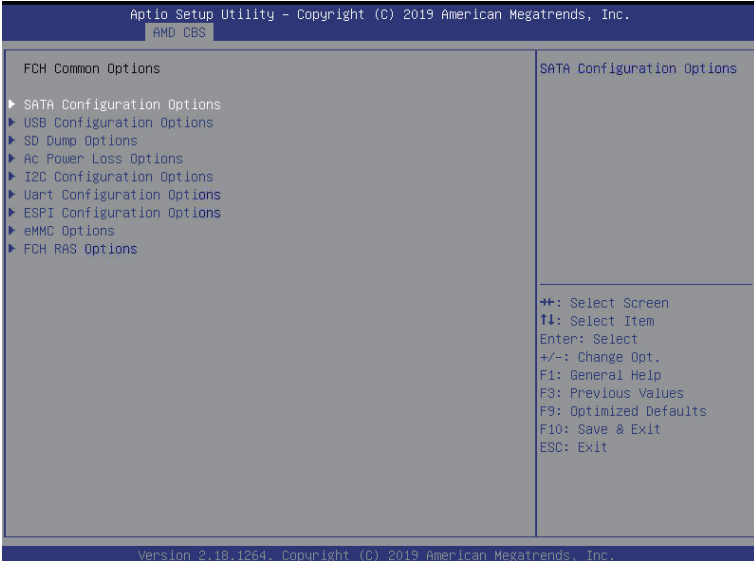 Aptio Setup Utility – Copyright (C) 2019 American Megatrends, Inc.
AMD CBS
FCH Common Options
SATA Configuration Options
USB Configuration Options
SD Dump Options
Ac Power Loss Options
I2C Configuration Options
Uart Configuration Options
ESPI Configuration Options
eMMC Options
FCH RAS Options
SATA Configuration Options
→←: Select Screen
↑↓: Select Item
Enter: Select
+/-: Change Opt.
F1: General Help
F3: Previous Values
F9: Optimized Defaults
F10: Save & Exit
ESC: Exit
Version 2.18.1264. Copyright (C) 2019 American Megatrends, Inc.